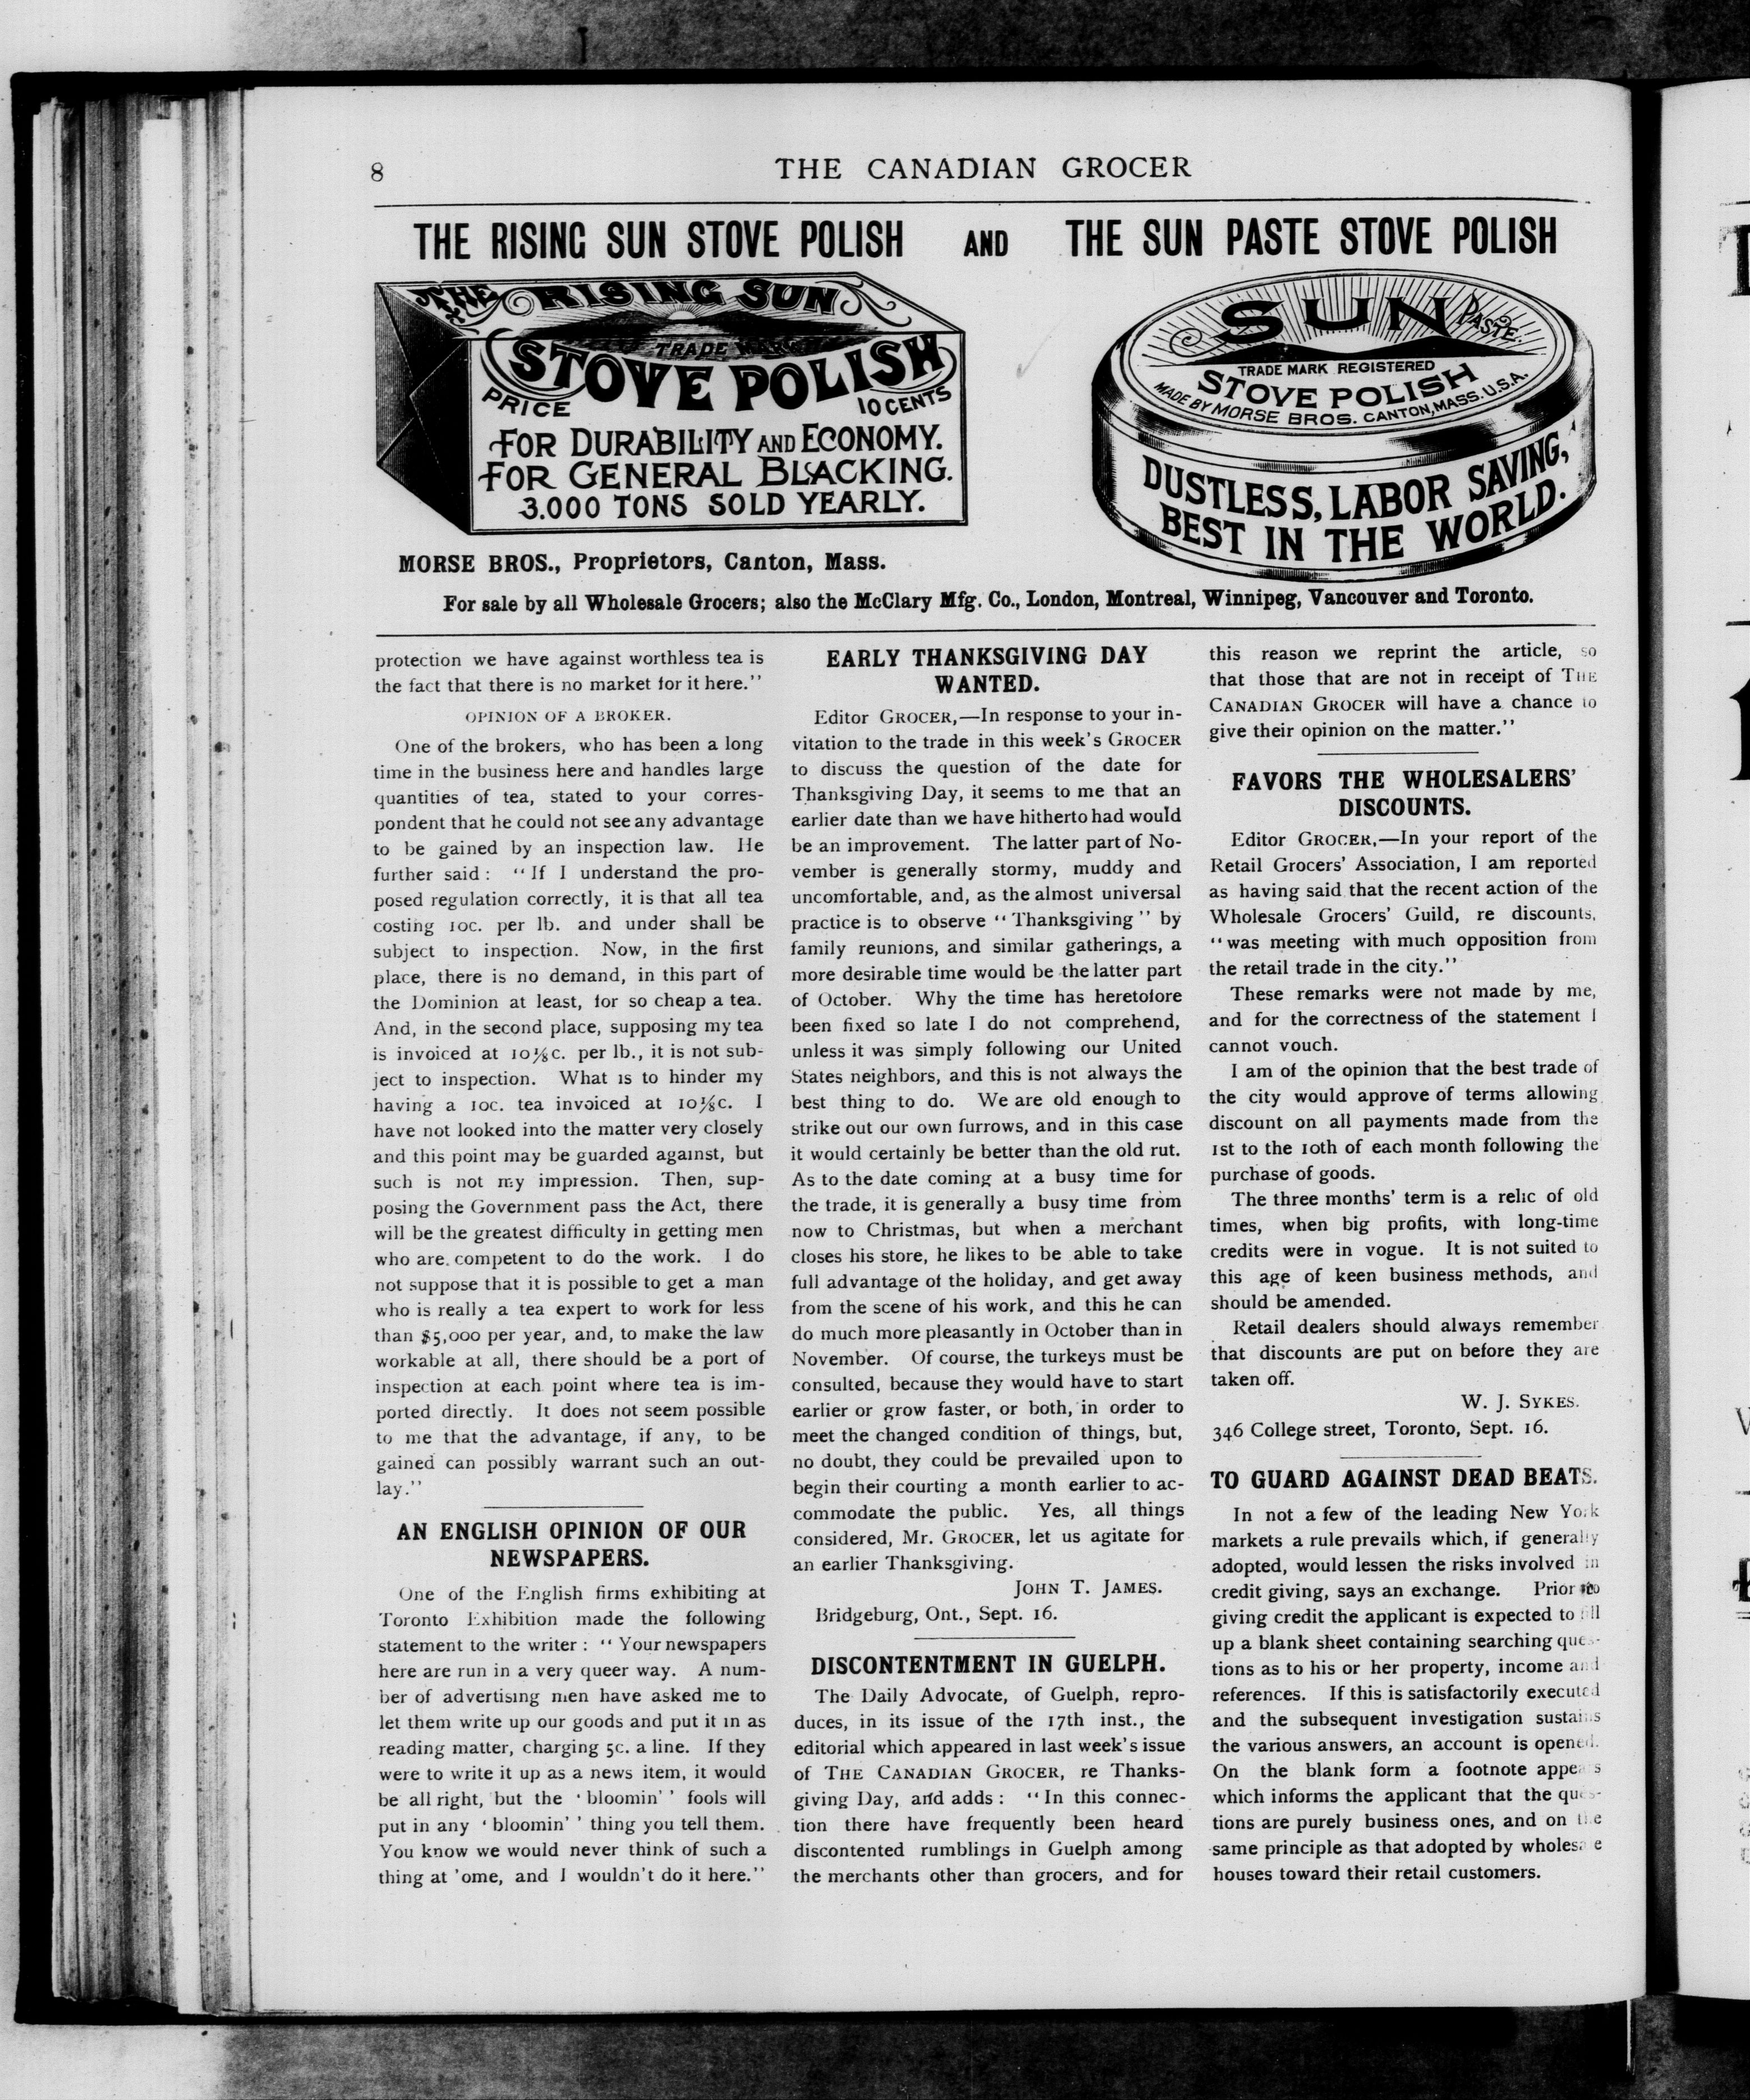 8
THE CANADIAN GROCER
THE RISING SUN STOVE POLISH AND THE SUN PASTE STOVE POLISH
THE RISING SUN
TRADE MARK
STOVE POLISH
PRICE 10 CENTS
FOR DURABILITY AND ECONOMY.
FOR GENERAL BLACKING.
3.000 TONS SOLD YEARLY.
SUN PASTE
TRADE MARK REGISTERED
STOVE POLISH
MADE BY MORSE BROS. CANTON, MASS. U.S.A.
DUSTLESS, LABOR SAVING,
BEST IN THE WORLD.
MORSE BROS., Proprietors, Canton, Mass.
For sale by all Wholesale Grocers; also the McClary Mfg. Co., London, Montreal, Winnipeg, Vancouver and Toronto.
protection we have against worthless tea is
the fact that there is no market for it here."
OPINION OF A BROKER.
One of the brokers, who has been a long
time in the business here and handles large
quantities of tea, stated to your corres-
pondent that he could not see any advantage
to be gained by an inspection law. He
further said : "If I understand the pro-
posed regulation correctly, it is that all tea
costing 10c. per lb. and under shall be
subject to inspection. Now, in the first
place, there is no demand, in this part of
the Dominion at least, for so cheap a tea.
And, in the second place, supposing my tea
is invoiced at 10⅛c. per lb., it is not sub-
ject to inspection. What is to hinder my
having a 10c. tea invoiced at 10⅛c. I
have not looked into the matter very closely
and this point may be guarded against, but
such is not my impression. Then, sup-
posing the Government pass the Act, there
will be the greatest difficulty in getting men
who are competent to do the work. I do
not suppose that it is possible to get a man
who is really a tea expert to work for less
than $5,000 per year, and, to make the law
workable at all, there should be a port of
inspection at each point where tea is im-
ported directly. It does not seem possible
to me that the advantage, if any, to be
gained can possibly warrant such an out-
lay."
AN ENGLISH OPINION OF OUR
NEWSPAPERS.
One of the English firms exhibiting at
Toronto Exhibition made the following
statement to the writer : "Your newspapers
here are run in a very queer way. A num-
ber of advertising men have asked me to
let them write up our goods and put it in as
reading matter, charging 5c. a line. If they
were to write it up as a news item, it would
be all right, but the 'bloomin'' fools will
put in any 'bloomin'' thing you tell them.
You know we would never think of such a
thing at 'ome, and I wouldn't do it here."
EARLY THANKSGIVING DAY
WANTED.
Editor GROCER,—In response to your in-
vitation to the trade in this week's GROCER
to discuss the question of the date for
Thanksgiving Day, it seems to me that an
earlier date than we have hitherto had would
be an improvement. The latter part of No-
vember is generally stormy, muddy and
uncomfortable, and, as the almost universal
practice is to observe "Thanksgiving" by
family reunions, and similar gatherings, a
more desirable time would be the latter part
of October. Why the time has heretofore
been fixed so late I do not comprehend,
unless it was simply following our United
States neighbors, and this is not always the
best thing to do. We are old enough to
strike out our own furrows, and in this case
it would certainly be better than the old rut.
As to the date coming at a busy time for
the trade, it is generally a busy time from
now to Christmas, but when a merchant
closes his store, he likes to be able to take
full advantage of the holiday, and get away
from the scene of his work, and this he can
do much more pleasantly in October than in
November. Of course, the turkeys must be
consulted, because they would have to start
earlier or grow faster, or both, in order to
meet the changed condition of things, but,
no doubt, they could be prevailed upon to
begin their courting a month earlier to ac-
commodate the public. Yes, all things
considered, Mr. GROCER, let us agitate for
an earlier Thanksgiving.
JOHN T. JAMES.
Bridgeburg, Ont., Sept. 16.
DISCONTENTMENT IN GUELPH.
The Daily Advocate, of Guelph, repro-
duces, in its issue of the 17th inst., the
editorial which appeared in last week's issue
of THE CANADIAN GROCER, re Thanks-
giving Day, and adds : "In this connec-
tion there have frequently been heard
discontented rumblings in Guelph among
the merchants other than grocers, and for
this reason we reprint the article, so
that those that are not in receipt of THE
CANADIAN GROCER will have a chance to
give their opinion on the matter."
FAVORS THE WHOLESALERS'
DISCOUNTS.
Editor GROCER,—In your report of the
Retail Grocers' Association, I am reported
as having said that the recent action of the
Wholesale Grocers' Guild, re discounts,
"was meeting with much opposition from
the retail trade in the city."
These remarks were not made by me,
and for the correctness of the statement I
cannot vouch.
I am of the opinion that the best trade of
the city would approve of terms allowing
discount on all payments made from the
1st to the 10th of each month following the
purchase of goods.
The three months' term is a relic of old
times, when big profits, with long-time
credits were in vogue. It is not suited to
this age of keen business methods, and
should be amended.
Retail dealers should always remember
that discounts are put on before they are
taken off.
W. J. SYKES.
346 College street, Toronto, Sept. 16.
TO GUARD AGAINST DEAD BEATS.
In not a few of the leading New York
markets a rule prevails which, if generally
adopted, would lessen the risks involved in
credit giving, says an exchange. Prior to
giving credit the applicant is expected to fill
up a blank sheet containing searching ques-
tions as to his or her property, income and
references. If this is satisfactorily executed
and the subsequent investigation sustains
the various answers, an account is opened.
On the blank form a footnote appears
which informs the applicant that the ques-
tions are purely business ones, and on the
same principle as that adopted by wholesale
houses toward their retail customers.